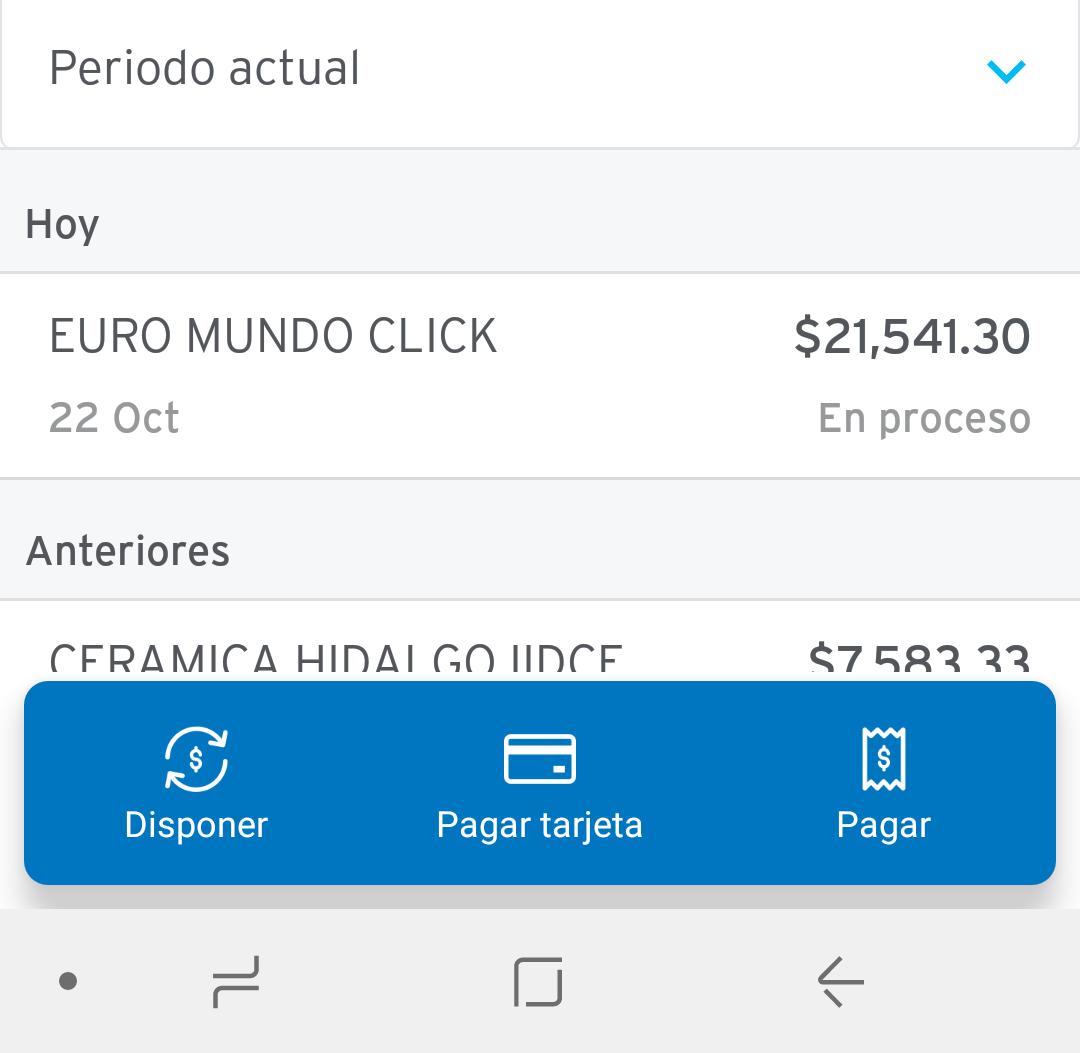 Periodo actual
Hoy
EURO MUNDO CLICK $21,541.30
22 Oct En proceso
Anteriores
CERAMICA HIDALGO $7,583.33
Disponer Pagar tarjeta Pagar